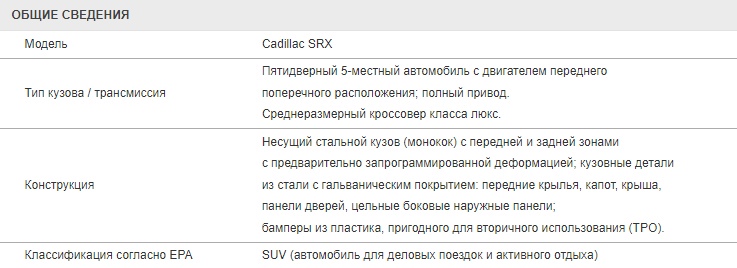 ОБЩИЕ СВЕДЕНИЯ
Модель Cadillac SRX
Пятидверный 5-местный автомобиль с двигателем переднего
Тип кузова / трансмиссия поперечного расположения; полный привод.
Среднеразмерный кроссовер класса люкс.
Несущий стальной кузов (монокок) с передней и задней зонами
с предварительно запрограммированной деформацией; кузовные детали
Конструкция из стали с гальваническим покрытием: передние крылья, капот, крыша,
панели дверей, цельные боковые наружные панели;
бамперы из пластика, пригодного для вторичного использования (TPO).
Классификация согласно EPA SUV (автомобиль для деловых поездок и активного отдыха)